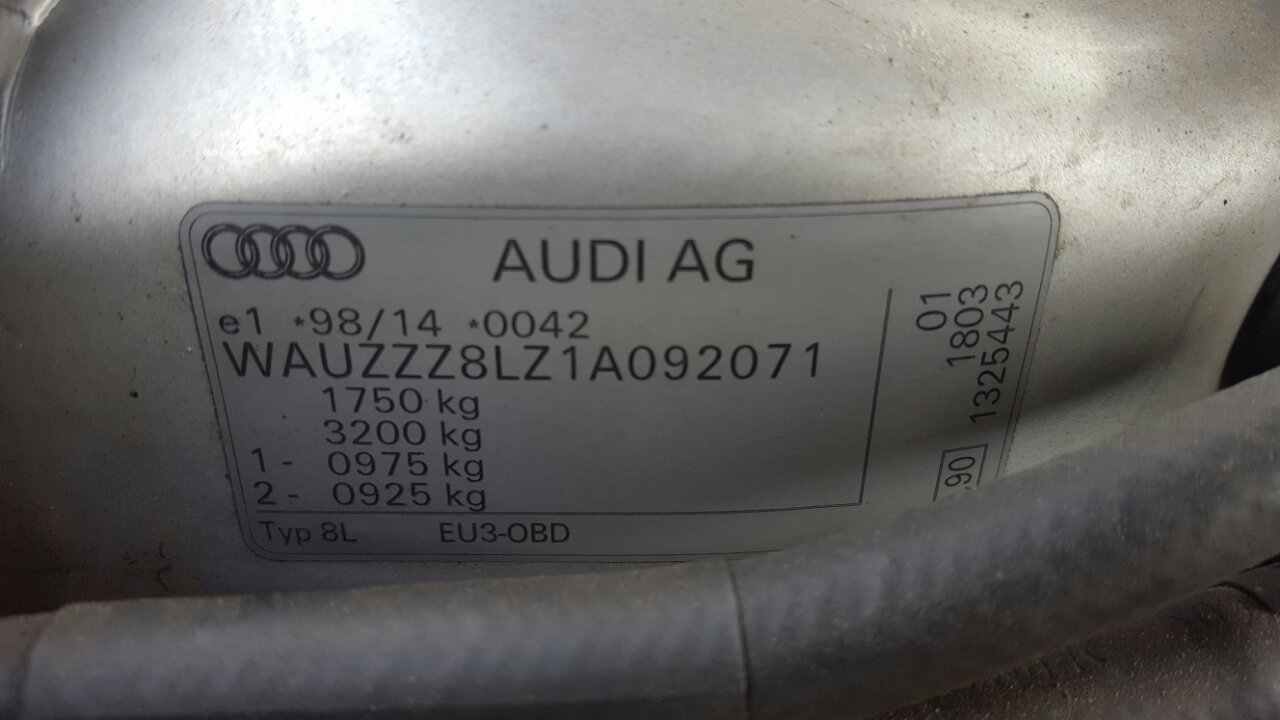 AUDI AG
e1 *98/14 *0042
WAUZZZ8LZ1A092071
1750 kg
3200 kg
1 - 0975 kg
2 - 0925 kg
Typ 8L EU3-OBD
01
1803
1325443
,90